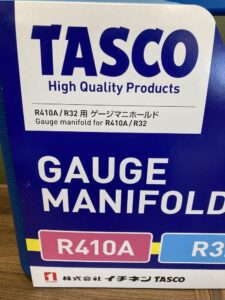 TASCO
High Quality Products
R410A/R32 用 ゲージマニホールド
Gauge manifold for R410A/R32
GAUGE
MANIFOLD
R410A R3
株式会社 イチネン TASCO